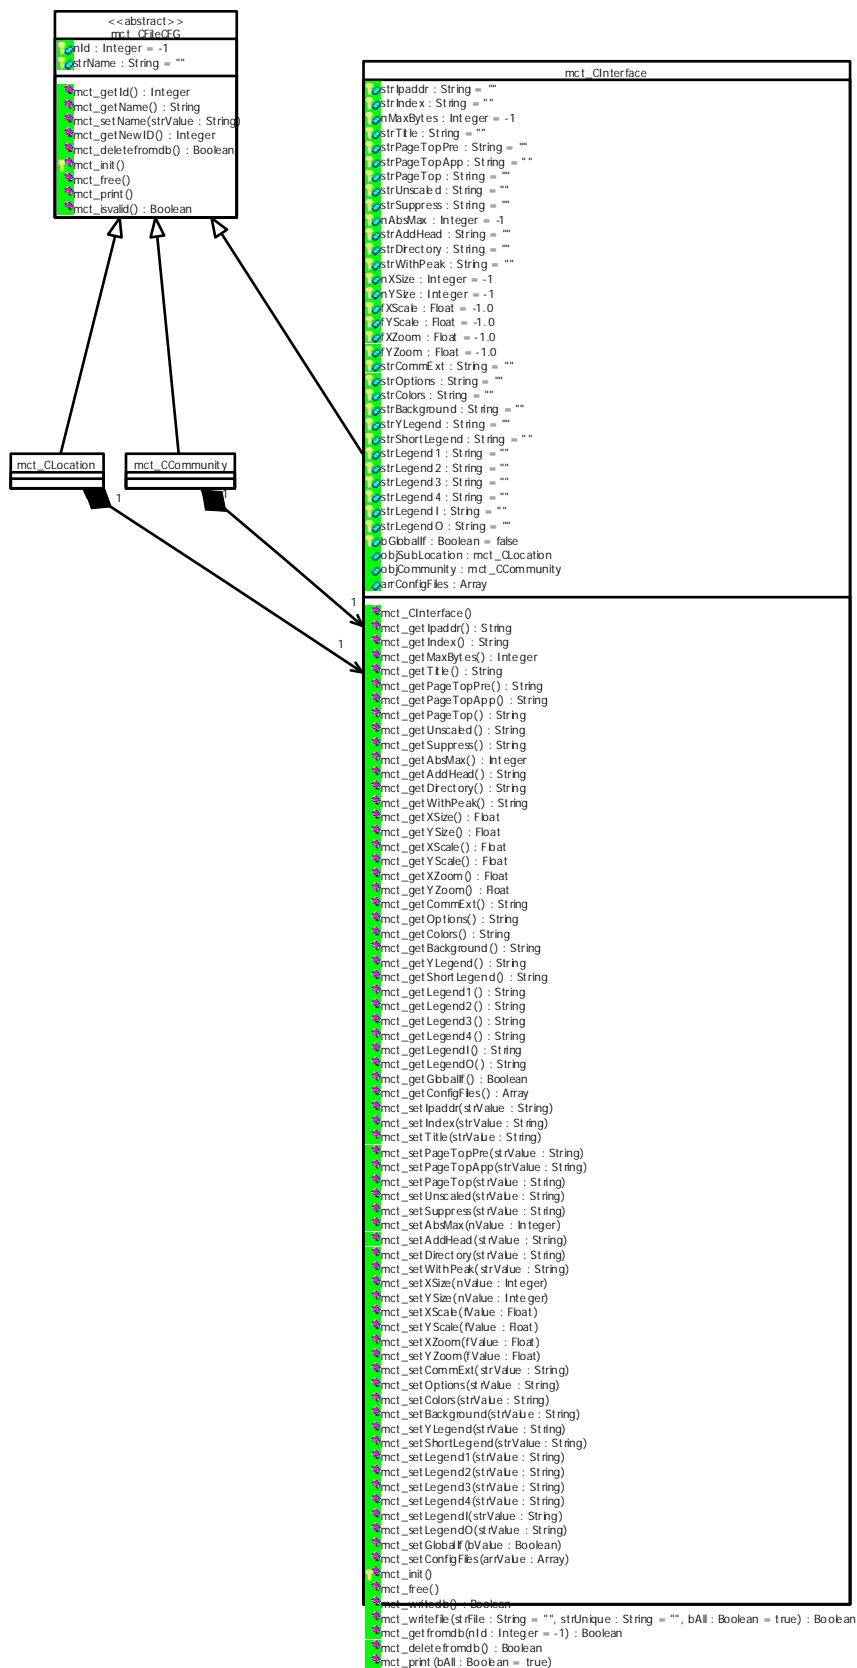 <<abstract>>
mct_CFileCFG
nId : Integer = -1
strName : String = ""
mct_getId() : Integer
mct_getName() : String
mct_setName(strValue : String)
mct_getNewID() : Integer
mct_deletefromdb() : Boolean
mct_init()
mct_free()
mct_print()
mct_isvalid() : Boolean
mct_CLocation
mct_CCommunity
1
1
1
1
mct_CInterface
strIpaddr : String = ""
strIndex : String = ""
nMaxBytes : Integer = -1
strTitle : String = ""
strPageTopPre : String = ""
strPageTopApp : String = ""
strPageTop : String = ""
strUnscaled : String = ""
strSuppress : String = ""
nAbsMax : Integer = -1
strAddHead : String = ""
strDirectory : String = ""
strWithPeak : String = ""
nXSize : Integer = -1
nYSize : Integer = -1
fXScale : Float = -1.0
fYScale : Float = -1.0
fXZoom : Float = -1.0
fYZoom : Float = -1.0
strCommExt : String = ""
strOptions : String = ""
strColors : String = ""
strBackground : String = ""
strYLegend : String = ""
strShortLegend : String = ""
strLegend1 : String = ""
strLegend2 : String = ""
strLegend3 : String = ""
strLegend4 : String = ""
strLegendI : String = ""
strLegendO : String = ""
bGlobalIf : Boolean = false
objSubLocation : mct_CLocation
objCommunity : mct_CCommunity
arrConfigFiles : Array
mct_CInterface()
mct_getIpaddr() : String
mct_getIndex() : String
mct_getMaxBytes() : Integer
mct_getTitle() : String
mct_getPageTopPre() : String
mct_getPageTopApp() : String
mct_getPageTop() : String
mct_getUnscaled() : String
mct_getSuppress() : String
mct_getAbsMax() : Integer
mct_getAddHead() : String
mct_getDirectory() : String
mct_getWithPeak() : String
mct_getXSize() : Float
mct_getYSize() : Float
mct_getXScale() : Float
mct_getYScale() : Float
mct_getXZoom() : Float
mct_getYZoom() : Float
mct_getCommExt() : String
mct_getOptions() : String
mct_getColors() : String
mct_getBackground() : String
mct_getYLegend() : String
mct_getShortLegend() : String
mct_getLegend1() : String
mct_getLegend2() : String
mct_getLegend3() : String
mct_getLegend4() : String
mct_getLegendI() : String
mct_getLegendO() : String
mct_getGlobalIf() : Boolean
mct_getConfigFiles() : Array
mct_setIpaddr(strValue : String)
mct_setIndex(strValue : String)
mct_setTitle(strValue : String)
mct_setPageTopPre(strValue : String)
mct_setPageTopApp(strValue : String)
mct_setPageTop(strValue : String)
mct_setUnscaled(strValue : String)
mct_setSuppress(strValue : String)
mct_setAbsMax(nValue : Integer)
mct_setAddHead(strValue : String)
mct_setDirectory(strValue : String)
mct_setWithPeak(strValue : String)
mct_setXSize(nValue : Integer)
mct_setYSize(nValue : Integer)
mct_setXScale(fValue : Float)
mct_setYScale(fValue : Float)
mct_setXZoom(fValue : Float)
mct_setYZoom(fValue : Float)
mct_setCommExt(strValue : String)
mct_setOptions(strValue : String)
mct_setColors(strValue : String)
mct_setBackground(strValue : String)
mct_setYLegend(strValue : String)
mct_setShortLegend(strValue : String)
mct_setLegend1(strValue : String)
mct_setLegend2(strValue : String)
mct_setLegend3(strValue : String)
mct_setLegend4(strValue : String)
mct_setLegendI(strValue : String)
mct_setLegendO(strValue : String)
mct_setGlobalIf(bValue : Boolean)
mct_setConfigFiles(arrValue : Array)
mct_init()
mct_free()
mct_writedb() : Boolean
mct_writefile(strFile : String = "", strUnique : String = "", bAll : Boolean = true) : Boolean
mct_getfromdb(nId : Integer = -1) : Boolean
mct_deletefromdb() : Boolean
mct_print(bAll : Boolean = true)